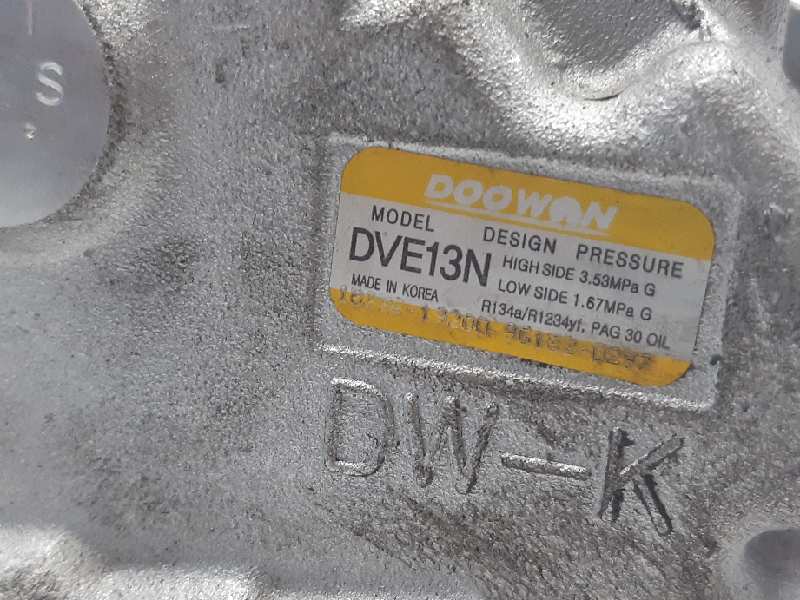 S
DOOWON
MODEL DESIGN PRESSURE
DVE13N HIGH SIDE 3.53MPa G
LOW SIDE 1.67MPa G
MADE IN KOREA R134a/R1234yf, PAG 30 OIL
DW-K